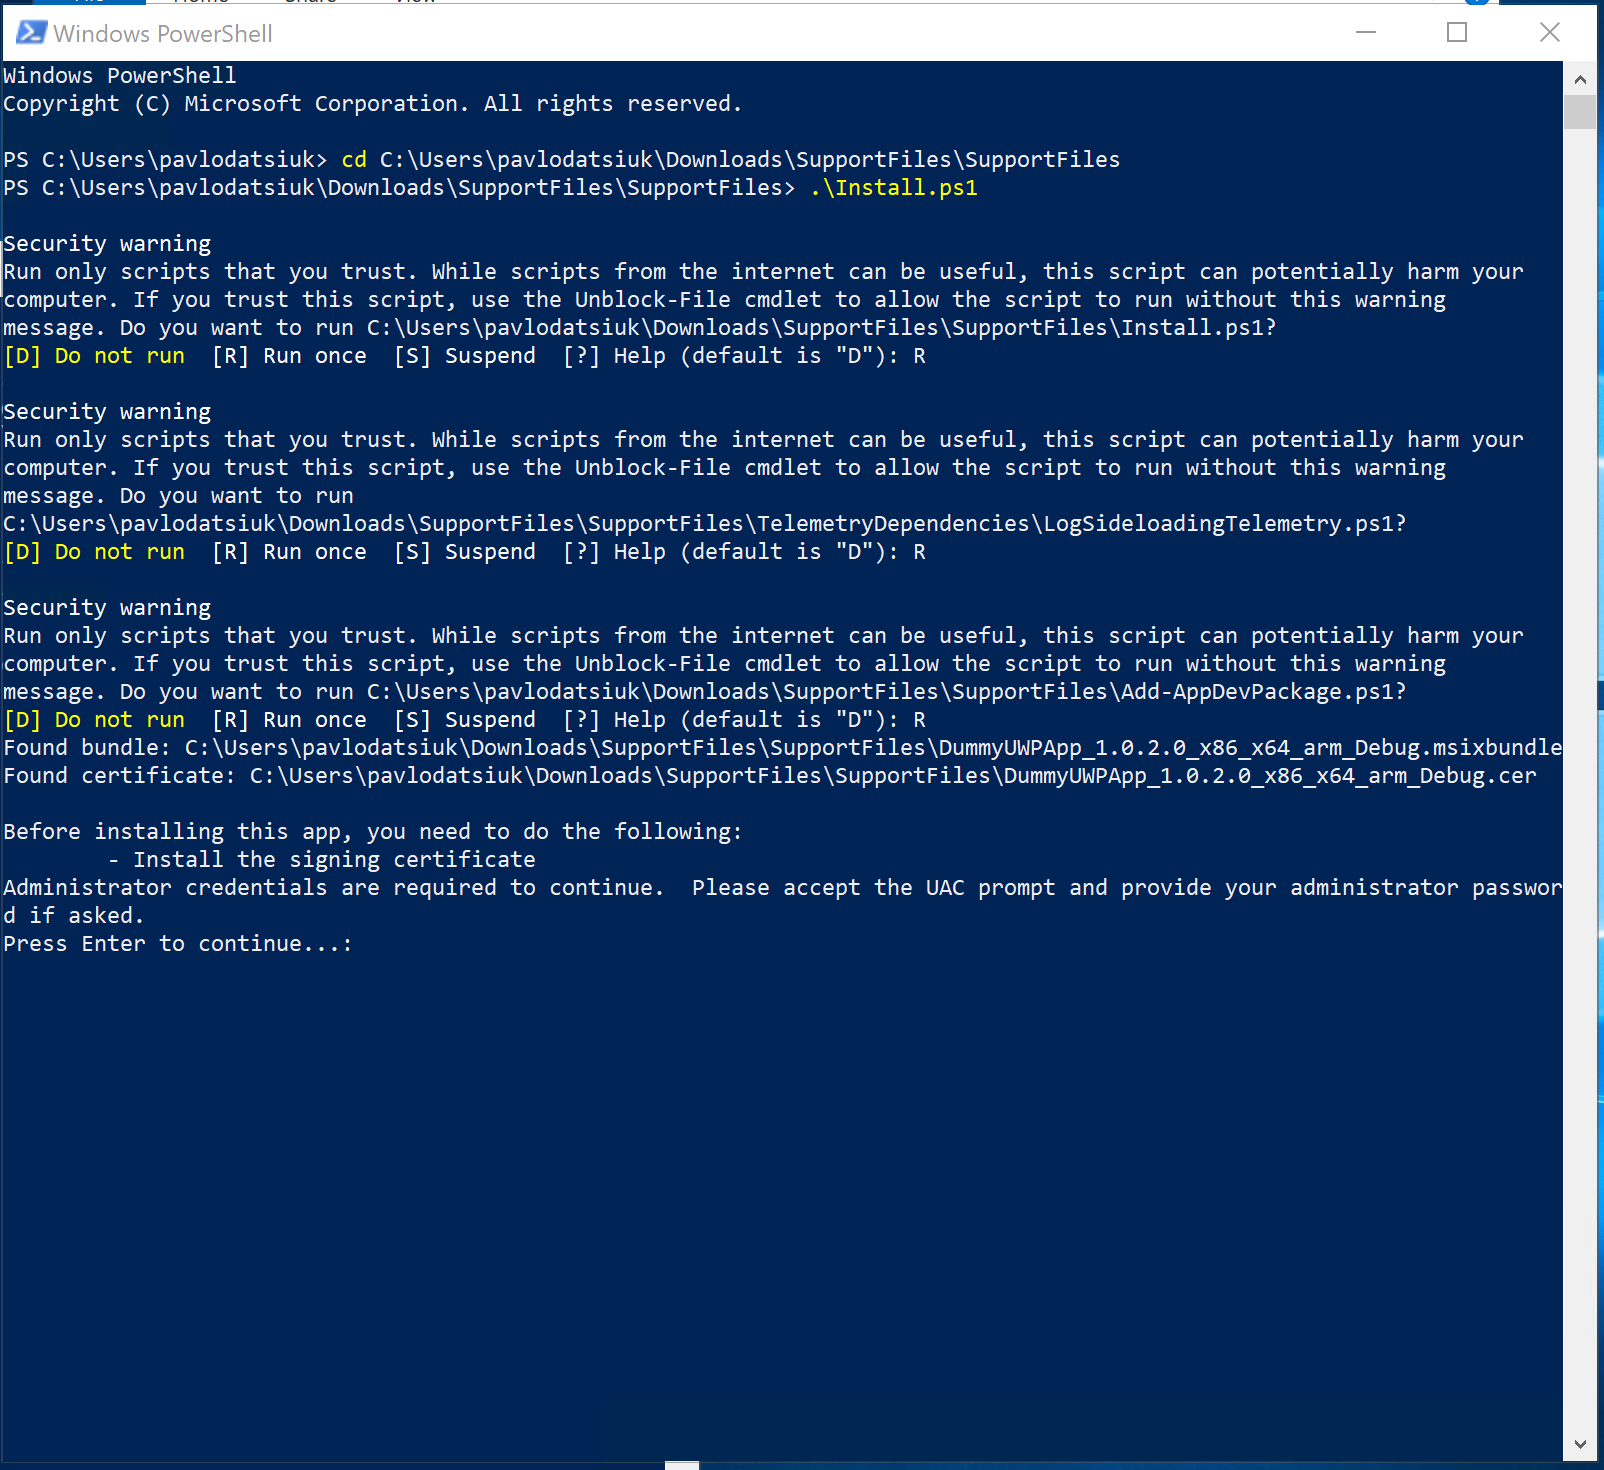 Windows PowerShell
Windows PowerShell
Copyright (C) Microsoft Corporation. All rights reserved.
PS C:\Users\pavlodatsiuk> cd C:\Users\pavlodatsiuk\Downloads\SupportFiles\SupportFiles
PS C:\Users\pavlodatsiuk\Downloads\SupportFiles\SupportFiles> .\Install.ps1
Security warning
Run only scripts that you trust. While scripts from the internet can be useful, this script can potentially harm your
computer. If you trust this script, use the Unblock-File cmdlet to allow the script to run without this warning
message. Do you want to run C:\Users\pavlodatsiuk\Downloads\SupportFiles\SupportFiles\Install.ps1?
[D] Do not run  [R] Run once  [S] Suspend  [?] Help (default is "D"): R
Security warning
Run only scripts that you trust. While scripts from the internet can be useful, this script can potentially harm your
computer. If you trust this script, use the Unblock-File cmdlet to allow the script to run without this warning
message. Do you want to run
C:\Users\pavlodatsiuk\Downloads\SupportFiles\SupportFiles\TelemetryDependencies\LogSideloadingTelemetry.ps1?
[D] Do not run  [R] Run once  [S] Suspend  [?] Help (default is "D"): R
Security warning
Run only scripts that you trust. While scripts from the internet can be useful, this script can potentially harm your
computer. If you trust this script, use the Unblock-File cmdlet to allow the script to run without this warning
message. Do you want to run C:\Users\pavlodatsiuk\Downloads\SupportFiles\SupportFiles\Add-AppDevPackage.ps1?
[D] Do not run  [R] Run once  [S] Suspend  [?] Help (default is "D"): R
Found bundle: C:\Users\pavlodatsiuk\Downloads\SupportFiles\SupportFiles\DummyUWPApp_1.0.2.0_x86_x64_arm_Debug.msixbundle
Found certificate: C:\Users\pavlodatsiuk\Downloads\SupportFiles\SupportFiles\DummyUWPApp_1.0.2.0_x86_x64_arm_Debug.cer
Before installing this app, you need to do the following:
        - Install the signing certificate
Administrator credentials are required to continue.  Please accept the UAC prompt and provide your administrator passwor
d if asked.
Press Enter to continue...: